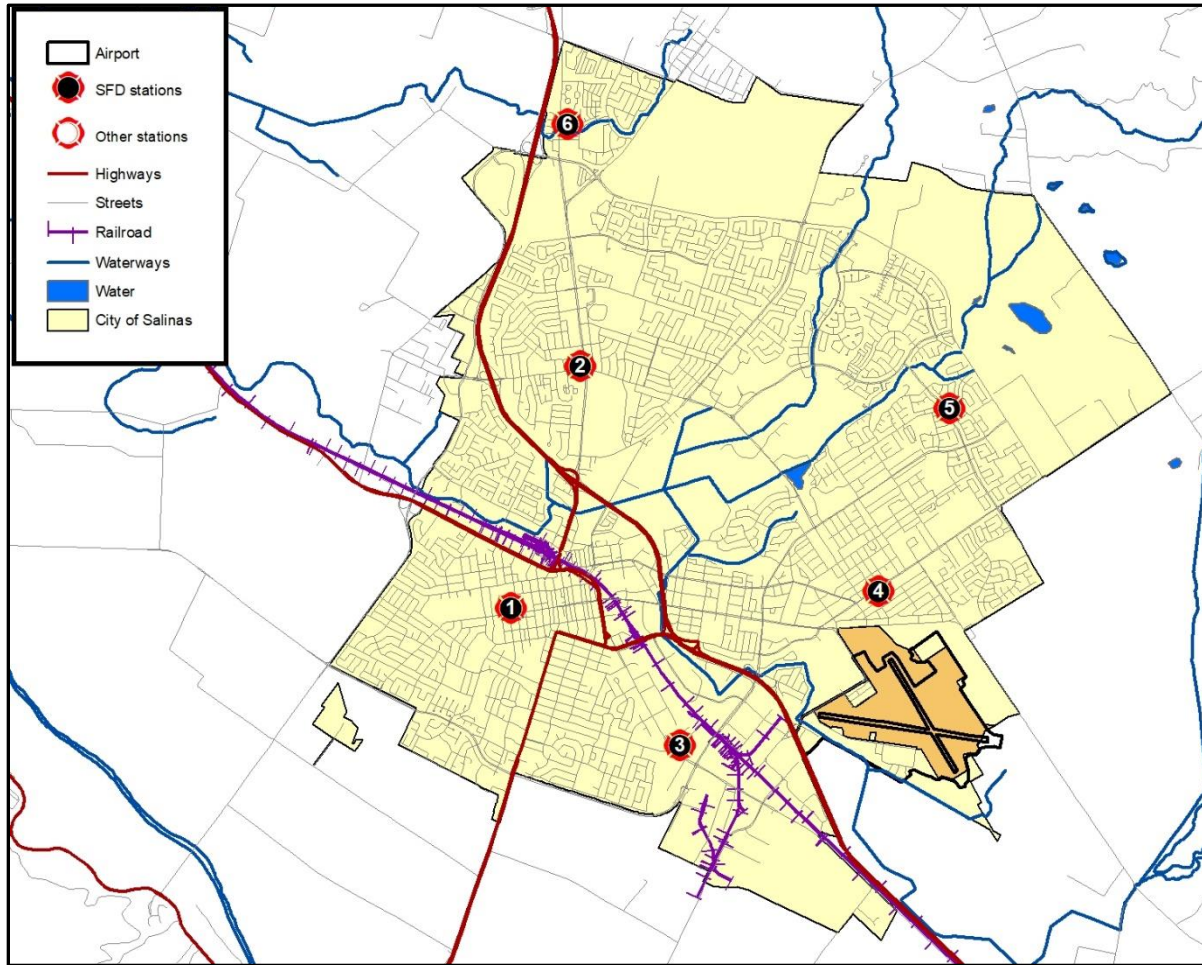 Airport
SFD stations
Other stations
Highways
Streets
Railroad
Waterways
Water
City of Salinas
6
2
5
4
1
3